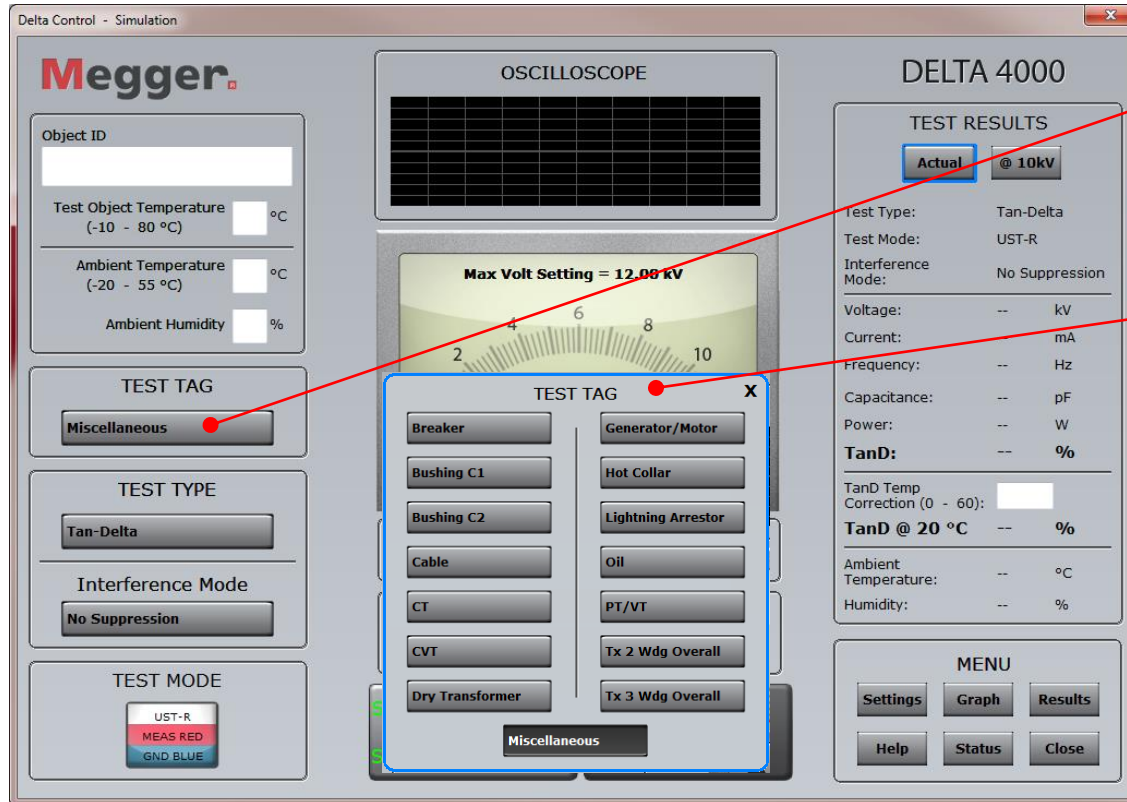 Delta Control - Simulation
Megger.
Object ID
Test Object Temperature
(-10 - 80 ºC)
ºC
Ambient Temperature
(-20 - 55 ºC)
ºC
Ambient Humidity
%
TEST TAG
Miscellaneous
TEST TYPE
Tan-Delta
Interference Mode
No Suppression
TEST MODE
UST-R
MEAS RED
GND BLUE
OSCILLOSCOPE
Max Volt Setting = 12.00 kV
2 4 6 8 10
TEST TAG X
Breaker
Bushing C1
Bushing C2
Cable
CT
CVT
Dry Transformer
Generator/Motor
Hot Collar
Lightning Arrestor
Oil
PT/VT
Tx 2 Wdg Overall
Tx 3 Wdg Overall
Miscellaneous
S
S
DELTA 4000
TEST RESULTS
Actual @ 10kV
Test Type: Tan-Delta
Test Mode: UST-R
Interference
Mode: No Suppression
Voltage: -- kV
Current: -- mA
Frequency: -- Hz
Capacitance: -- pF
Power: -- W
TanD: -- %
TanD Temp
Correction (0 - 60):
TanD @ 20 ºC -- %
Ambient
Temperature: -- ºC
Humidity: -- %
MENU
Settings Graph Results
Help Status Close